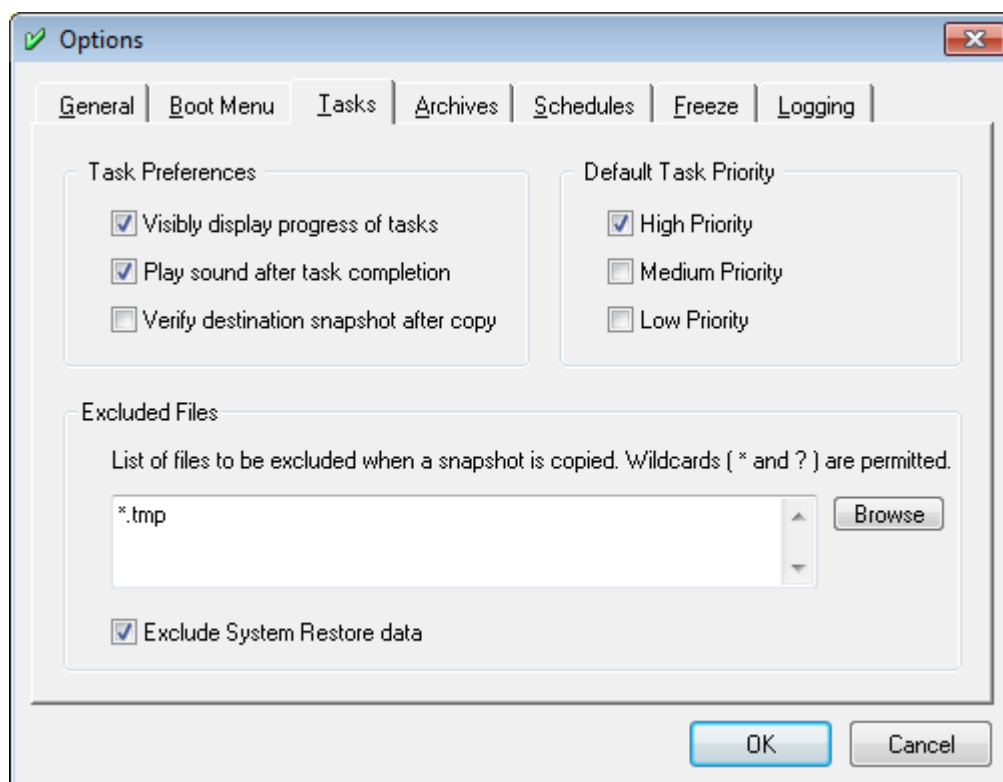 Options
General
Boot Menu
Tasks
Archives
Schedules
Freeze
Logging
Task Preferences
Visibly display progress of tasks
Play sound after task completion
Verify destination snapshot after copy
Default Task Priority
High Priority
Medium Priority
Low Priority
Excluded Files
List of files to be excluded when a snapshot is copied. Wildcards ( * and ? ) are permitted.
*.tmp
Browse
Exclude System Restore data
OK
Cancel